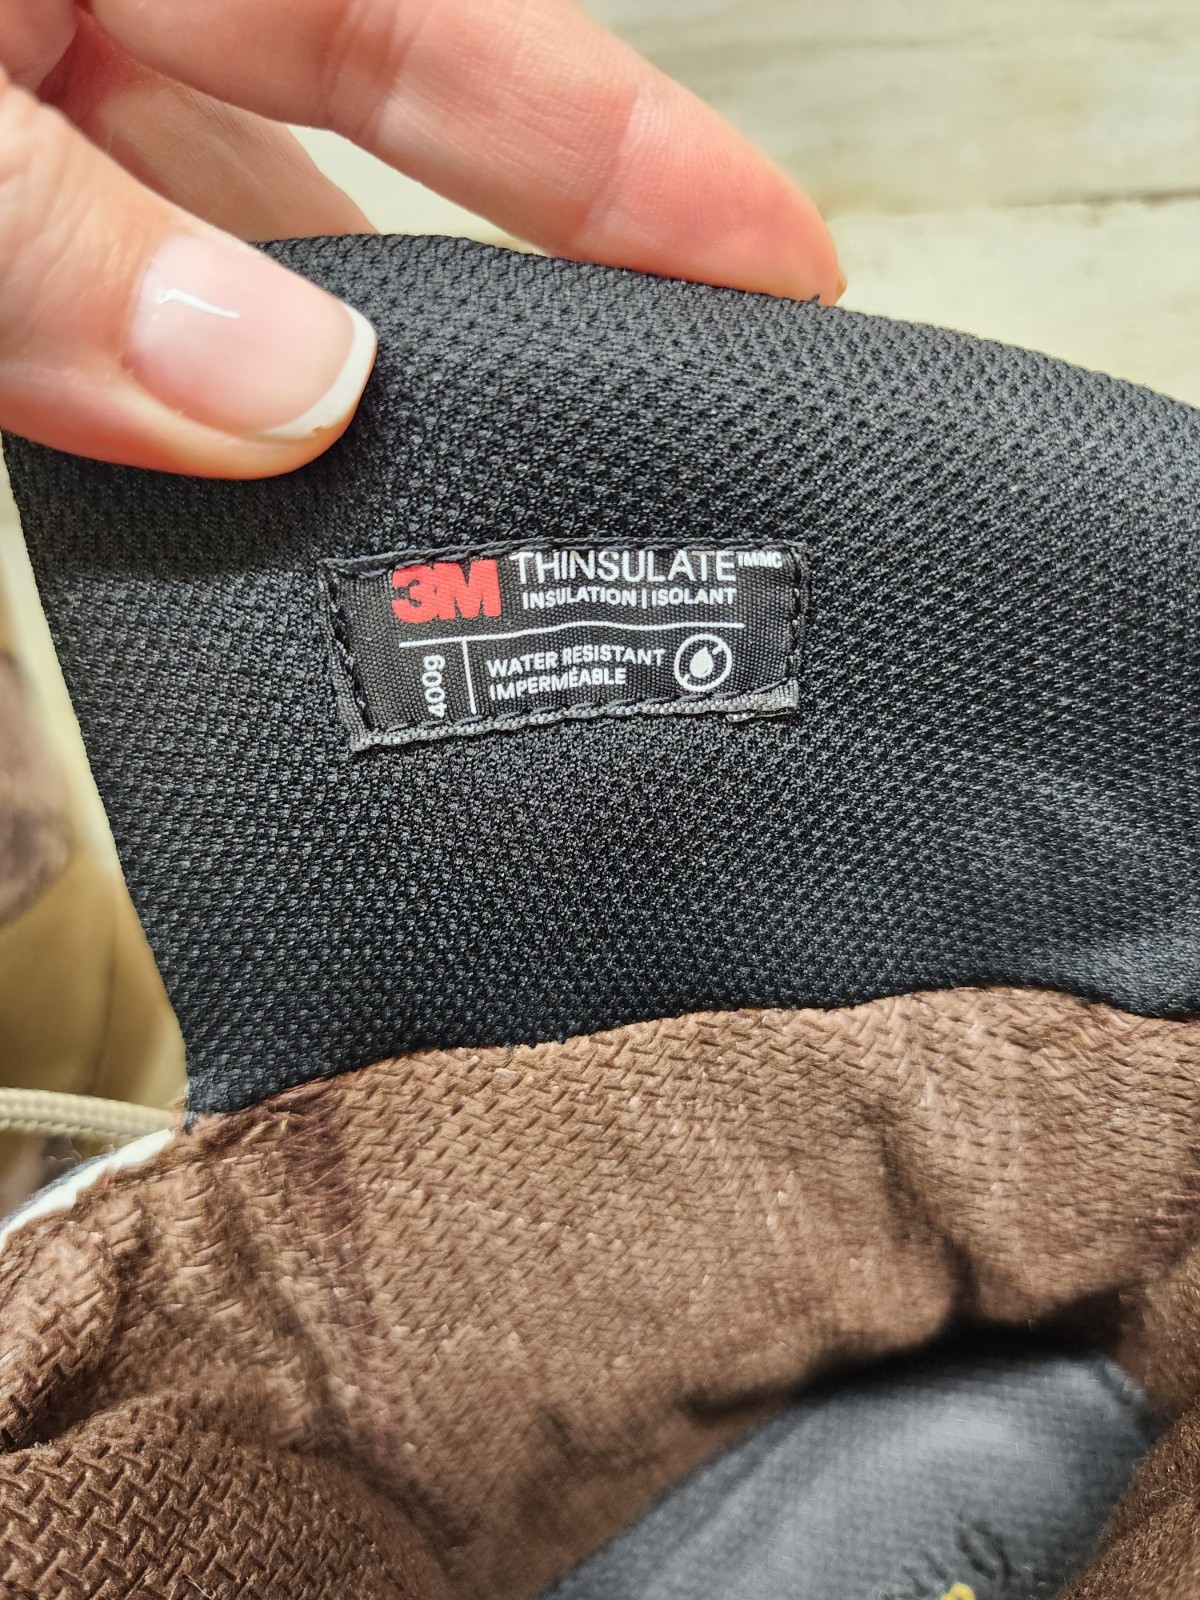 3M THINSULATE™MC
INSULATION | ISOLANT
400g
WATER RESISTANT
IMPERMÉABLE